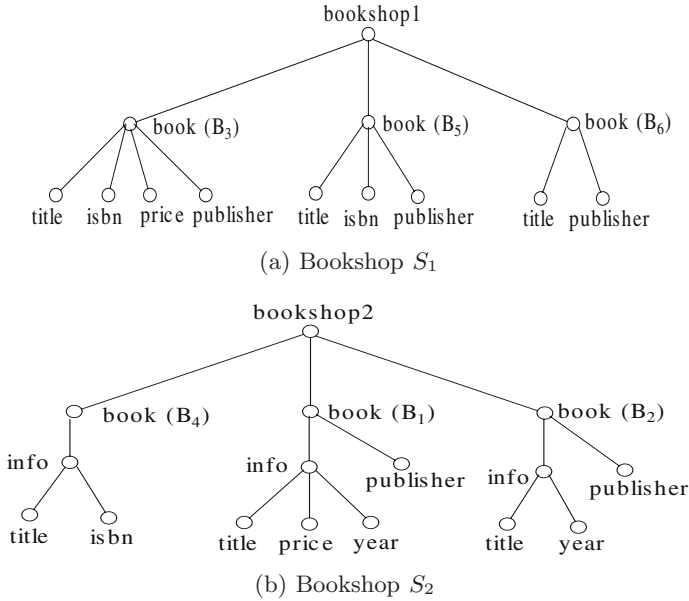 bookshop1
book (B₃) book (B₅) book (B₆)
title isbn price publisher title isbn publisher title publisher
(a) Bookshop S₁
bookshop2
book (B₄) book (B₁) book (B₂)
info info publisher info publisher
title isbn title price year title year
(b) Bookshop S₂